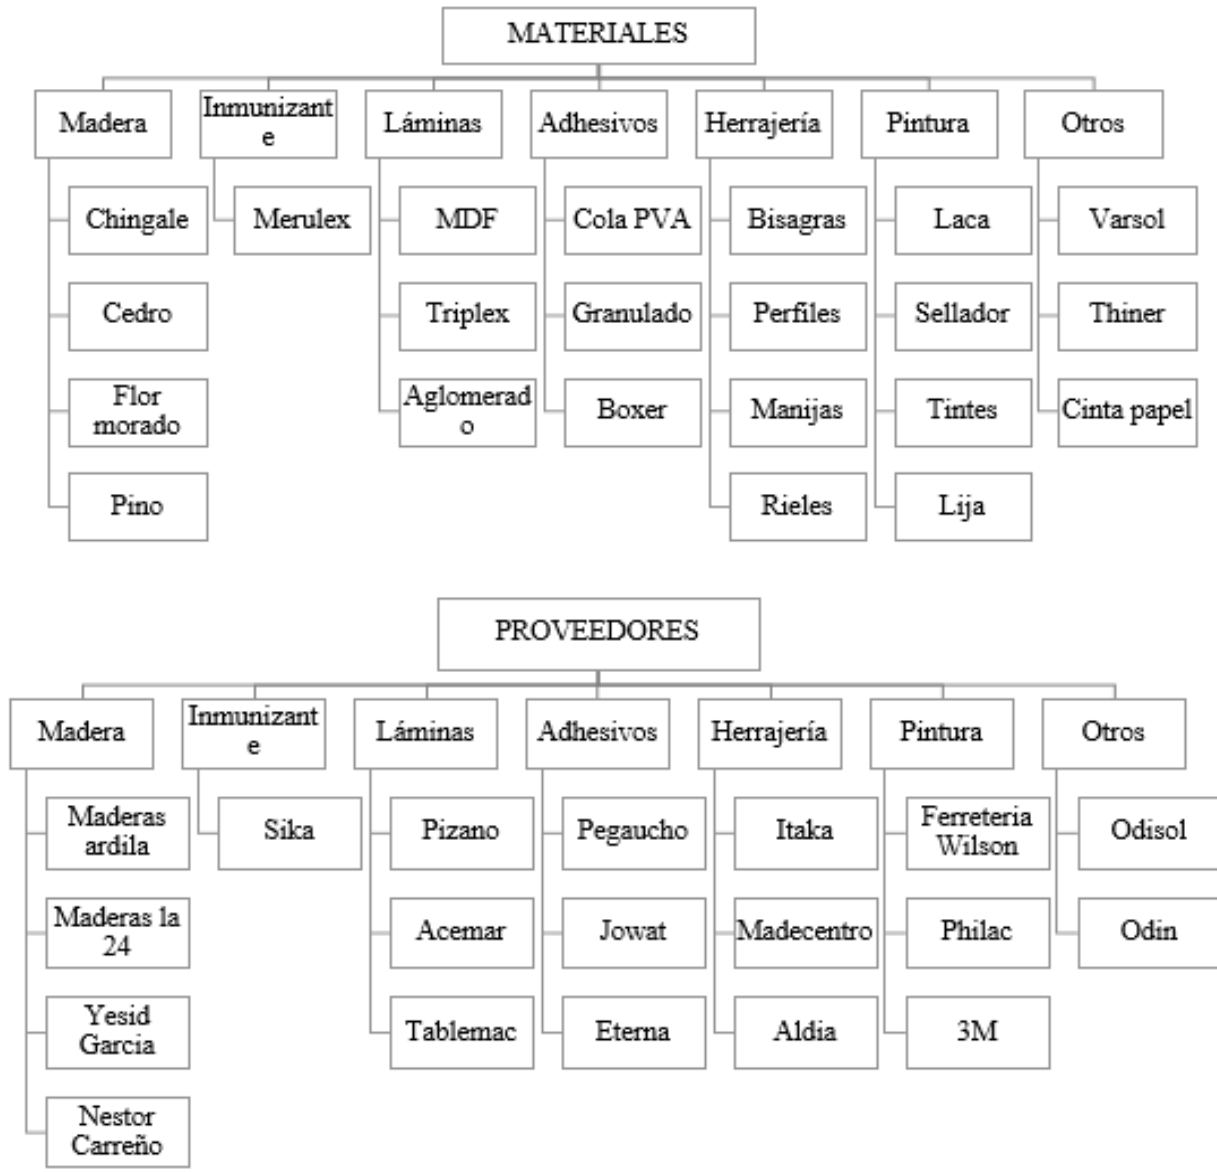 MATERIALES
Madera
Inmunizant
e
Láminas
Adhesivos
Herrajería
Pintura
Otros
Chingale
Merulex
MDF
Cola PVA
Bisagras
Laca
Varsol
Cedro
Triplex
Granulado
Perfiles
Sellador
Thiner
Flor
morado
Aglomerad
o
Boxer
Manijas
Tintes
Cinta papel
Pino
Rieles
Lija
PROVEEDORES
Madera
Inmunizant
e
Láminas
Adhesivos
Herrajería
Pintura
Otros
Maderas
ardila
Sika
Pizano
Pegaucho
Itaka
Ferreteria
Wilson
Odisol
Maderas la
24
Acemar
Jowat
Madecentro
Philac
Odin
Yesid
Garcia
Tablemac
Eterna
Aldia
3M
Nestor
Carreño